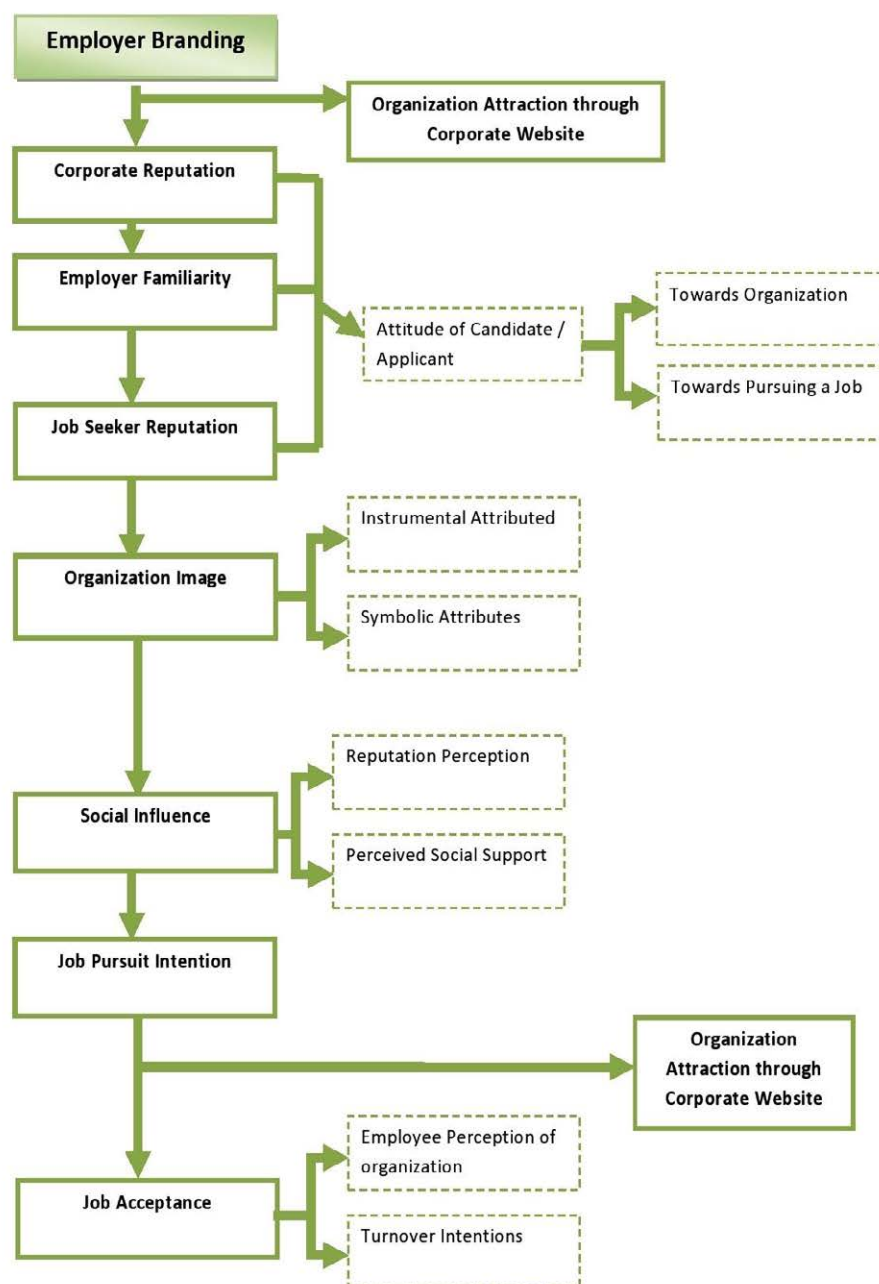 Employer Branding
Organization Attraction through
Corporate Website
Corporate Reputation
Employer Familiarity
Attitude of Candidate /
Applicant
Towards Organization
Towards Pursuing a Job
Job Seeker Reputation
Instrumental Attributed
Organization Image
Symbolic Attributes
Reputation Perception
Social Influence
Perceived Social Support
Job Pursuit Intention
Organization
Attraction through
Corporate Website
Employee Perception of
organization
Job Acceptance
Turnover Intentions